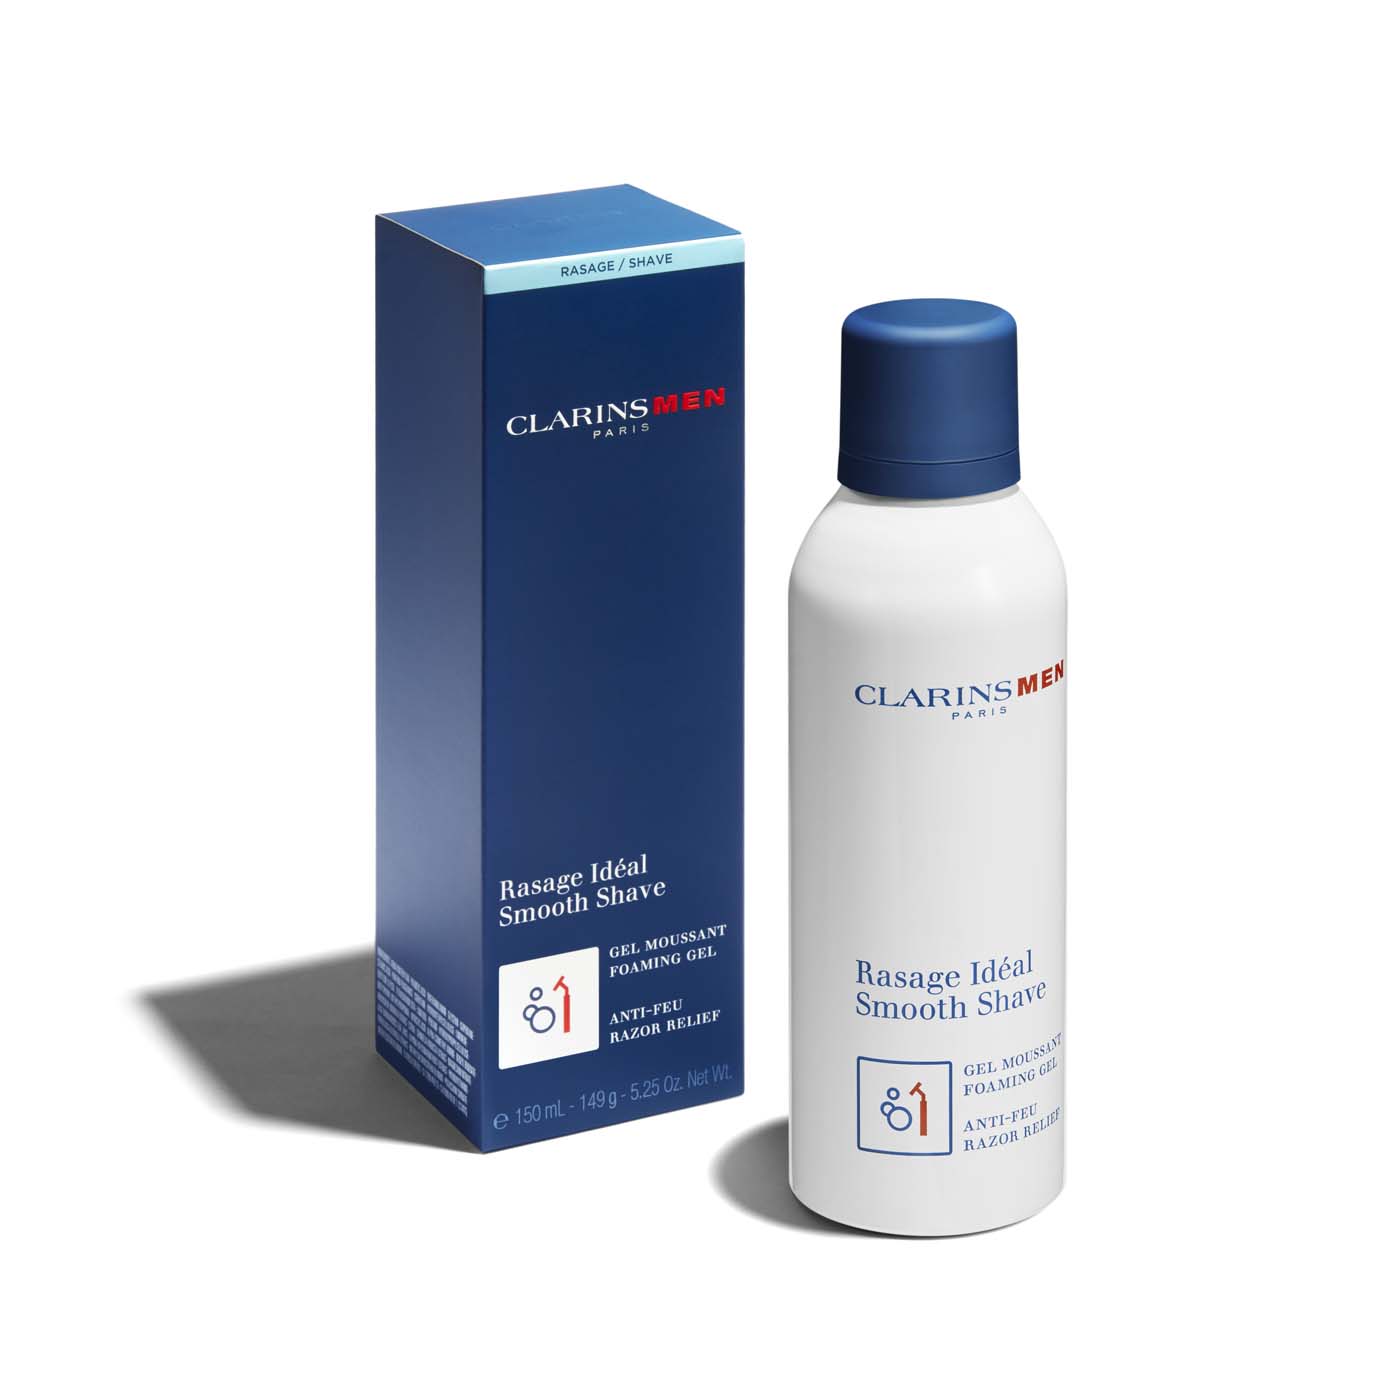 RASAGE / SHAVE
CLARINSMEN
PARIS
Rasage Idéal
Smooth Shave
GEL MOUSSANT
FOAMING GEL
ANTI-FEU
RAZOR RELIEF
e 150 mL - 149 g - 5.25 Oz. Net Wt.
CLARINSMEN
PARIS
Rasage Idéal
Smooth Shave
GEL MOUSSANT
FOAMING GEL
ANTI-FEU
RAZOR RELIEF